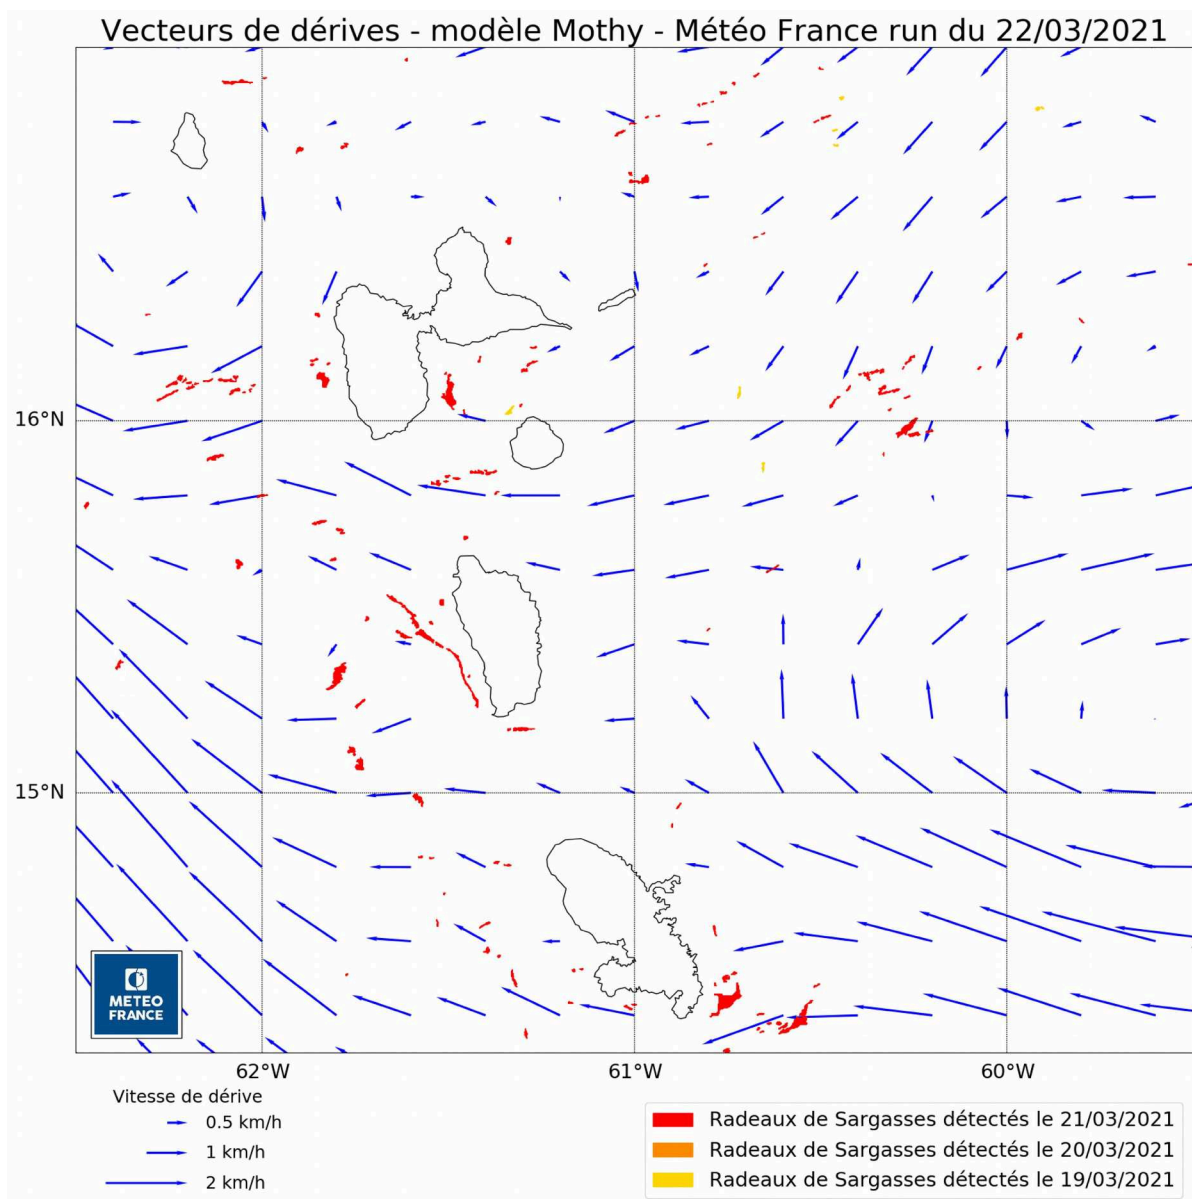 Vecteurs de dérives - modèle Mothy - Météo France run du 22/03/2021
16°N
15°N
METEO
FRANCE
62°W
61°W
60°W
Vitesse de dérive
0.5 km/h
1 km/h
2 km/h
Radeaux de Sargasses détectés le 21/03/2021
Radeaux de Sargasses détectés le 20/03/2021
Radeaux de Sargasses détectés le 19/03/2021